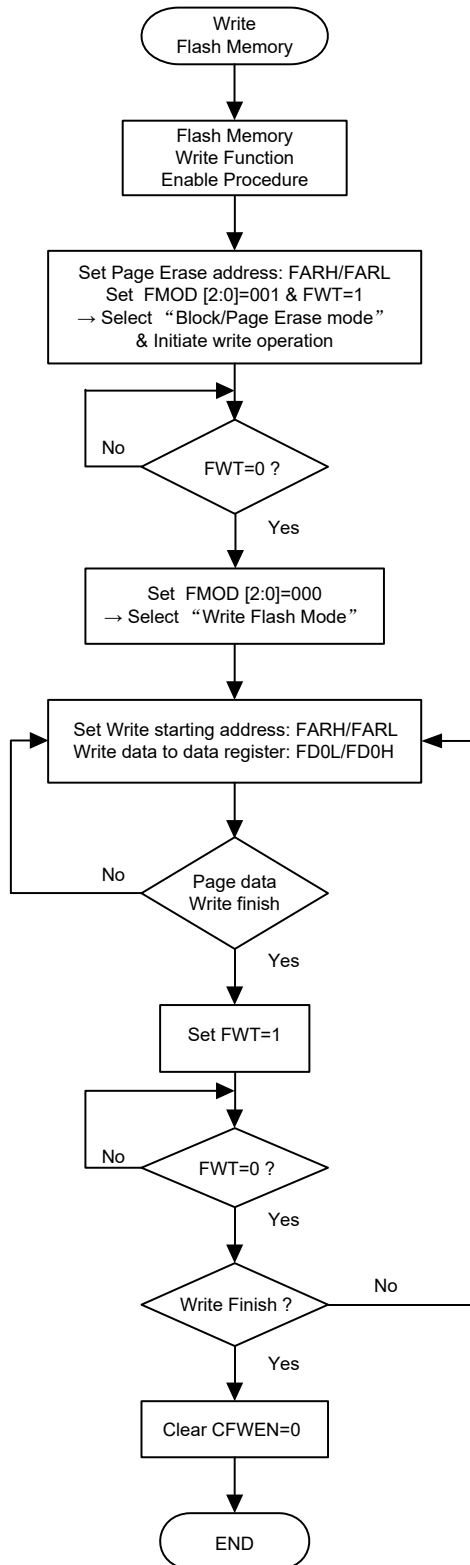 Write
Flash Memory
Flash Memory
Write Function
Enable Procedure
Set Page Erase address: FARH/FARL
Set FMOD [2:0]=001 & FWT=1
→ Select “Block/Page Erase mode”
& Initiate write operation
No
FWT=0 ?
Yes
Set FMOD [2:0]=000
→ Select “Write Flash Mode”
Set Write starting address: FARH/FARL
Write data to data register: FD0L/FD0H
No
Page data
Write finish
Yes
Set FWT=1
No
FWT=0 ?
Yes
Write Finish ?
No
Yes
Clear CFWEN=0
END